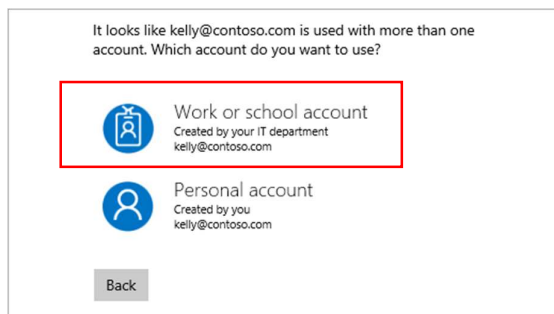 It looks like kelly@contoso.com is used with more than one
account. Which account do you want to use?
Work or school account
Created by your IT department
kelly@contoso.com
Personal account
Created by you
kelly@contoso.com
Back